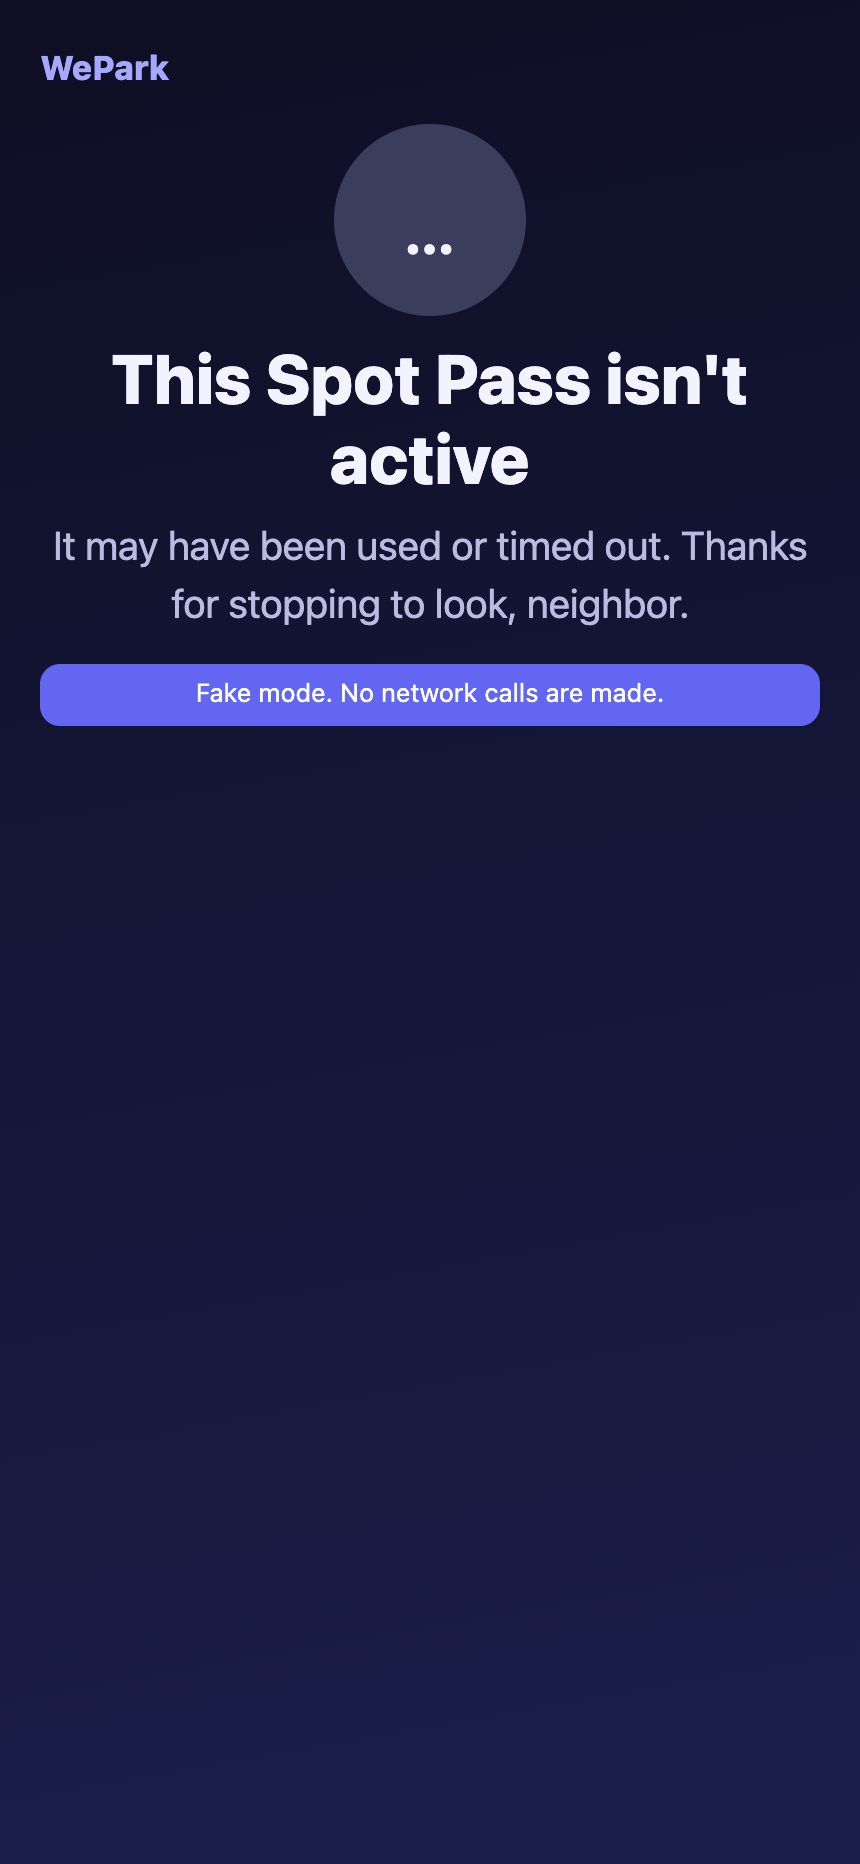 WePark
...
This Spot Pass isn't
active
It may have been used or timed out. Thanks
for stopping to look, neighbor.
Fake mode. No network calls are made.